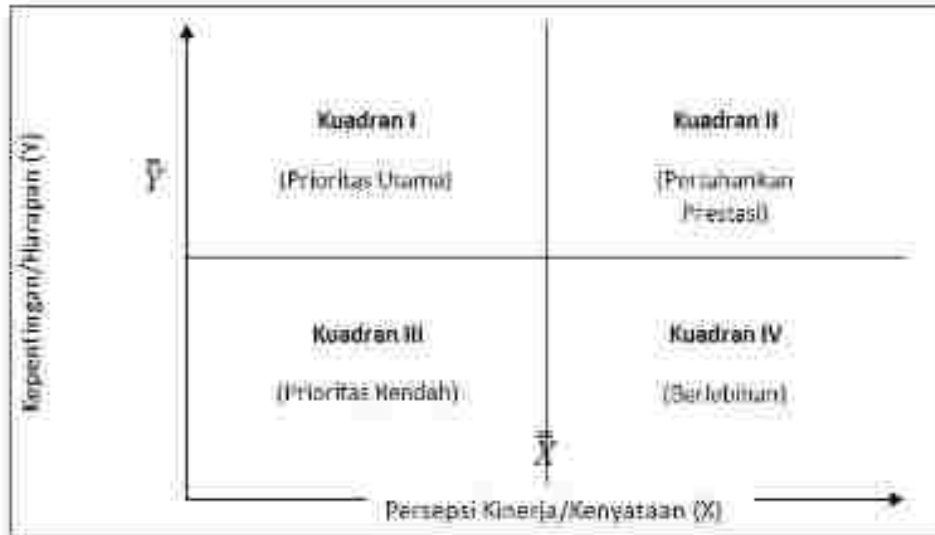 Kepentingan/Harapan (Y)
Kuadran I
(Prioritas Utama)
Kuadran II
(Pertahankan
Prestasi)
Y̿
Kuadran III
(Prioritas Rendah)
Kuadran IV
(Berlebihan)
X̿
Persepsi Kinerja/Kenyataan (X)